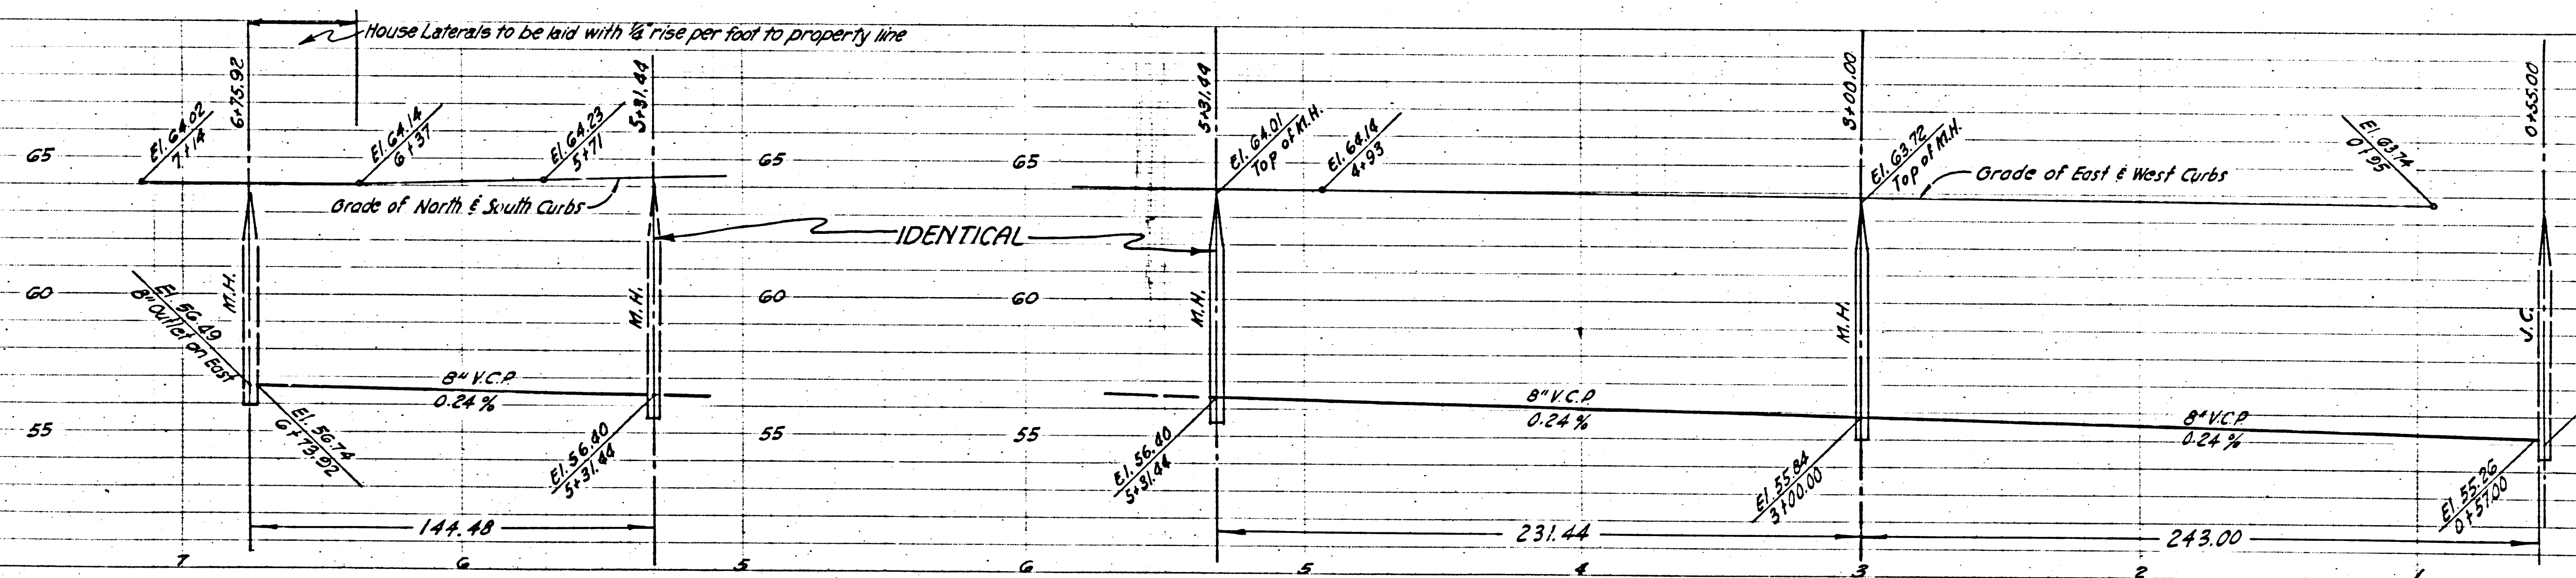 House Laterals to be laid with 1/4" rise per foot to property line
6+75.92
5+31.44
5+31.44
3+00.00
0+55.00
El. 64.02
7+14
El. 64.14
6+37
El. 64.23
5+71
El. 64.01
Top of M.H.
El. 64.14
4+93
El. 63.72
Top of M.H.
El. 63.74
0+95
65
65
65
Grade of North & South Curbs
Grade of East & West Curbs
IDENTICAL
60
60
60
M.H.
M.H.
M.H.
M.H.
J.C.
El. 56.49
8" Outlet on East
8" V.C.P.
0.24 %
8" V.C.P.
0.24 %
8" V.C.P.
0.24 %
55
55
55
El. 56.74
6+73.92
El. 56.40
5+31.44
El. 56.40
5+31.44
El. 55.84
3+00.00
El. 55.26
0+57.00
144.48
231.44
243.00
7
6
5
6
5
4
3
2
1